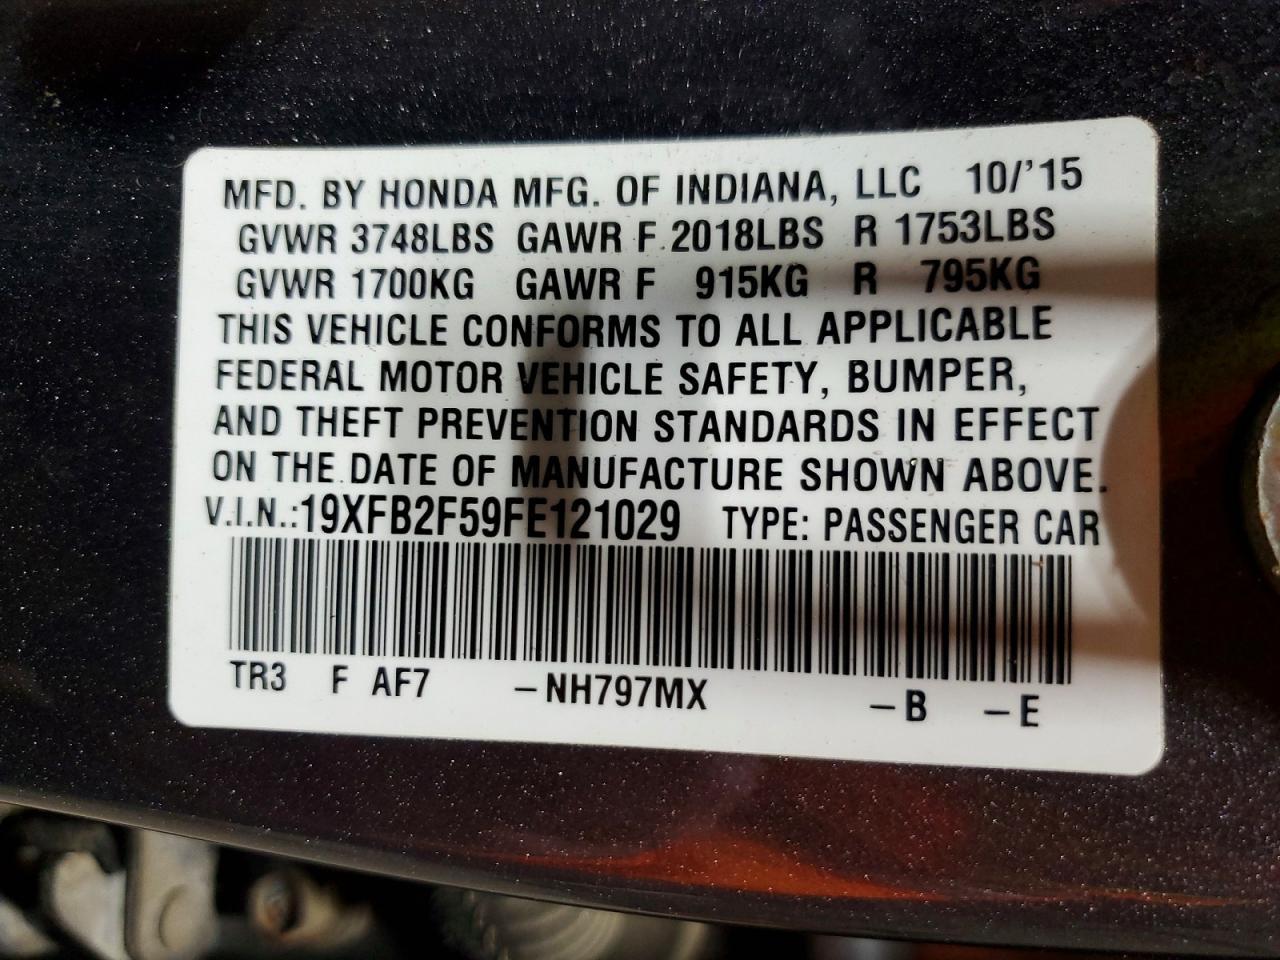 MFD. BY HONDA MFG. OF INDIANA, LLC 10/'15
GVWR 3748LBS GAWR F 2018LBS R 1753LBS
GVWR 1700KG GAWR F 915KG R 795KG
THIS VEHICLE CONFORMS TO ALL APPLICABLE
FEDERAL MOTOR VEHICLE SAFETY, BUMPER,
AND THEFT PREVENTION STANDARDS IN EFFECT
ON THE DATE OF MANUFACTURE SHOWN ABOVE.
V.I.N.:19XFB2F59FE121029 TYPE: PASSENGER CAR
TR3 F AF7 –NH797MX –B –E